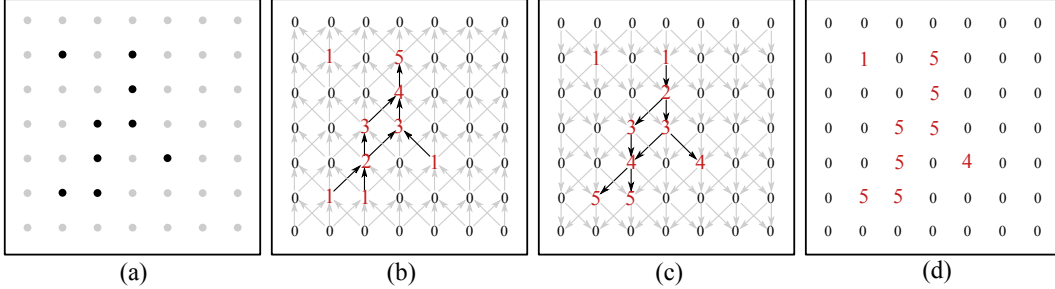 (a)
0 0 0 0 0 0 0
0 1 0 5 0 0 0
0 0 0 4 0 0 0
0 0 3 3 0 0 0
0 0 2 0 1 0 0
0 1 1 0 0 0 0
0 0 0 0 0 0 0
(b)
0 0 0 0 0 0 0
0 1 0 1 0 0 0
0 0 0 2 0 0 0
0 0 3 3 0 0 0
0 0 4 0 4 0 0
0 5 5 0 0 0 0
0 0 0 0 0 0 0
(c)
0 0 0 0 0 0 0
0 1 0 5 0 0 0
0 0 0 5 0 0 0
0 0 5 5 0 0 0
0 0 5 0 4 0 0
0 5 5 0 0 0 0
0 0 0 0 0 0 0
(d)